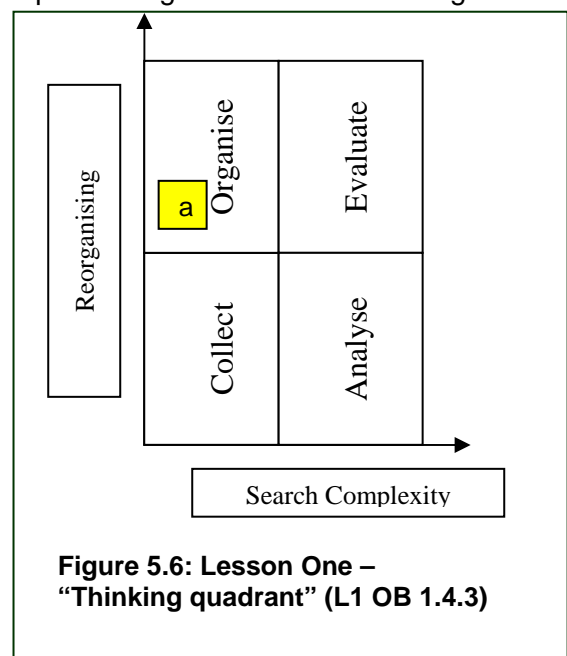 Organise
Evaluate
a
Reorganising
Collect
Analyse
Search Complexity
Figure 5.6: Lesson One –
“Thinking quadrant” (L1 OB 1.4.3)